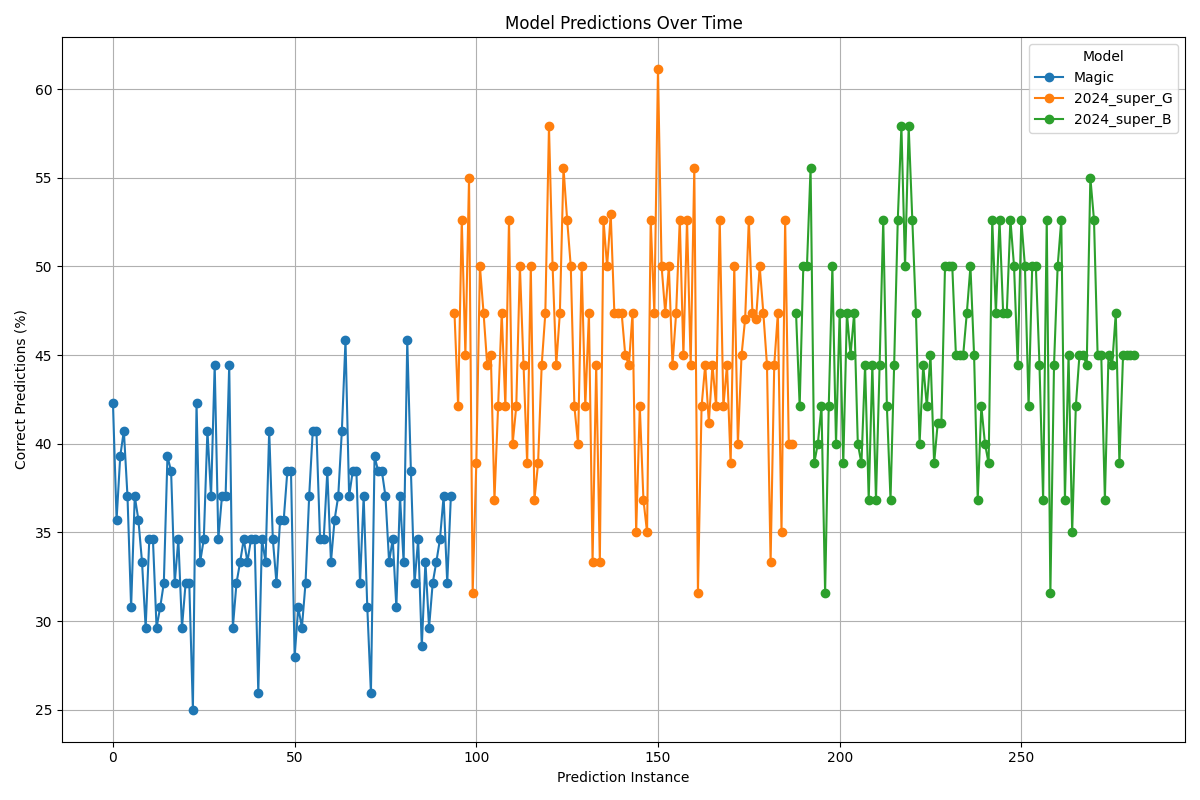 Model Predictions Over Time
Correct Predictions (%)
60
55
50
45
40
35
30
25
0
50
100
150
200
250
Prediction Instance
Model
Magic
2024_super_G
2024_super_B